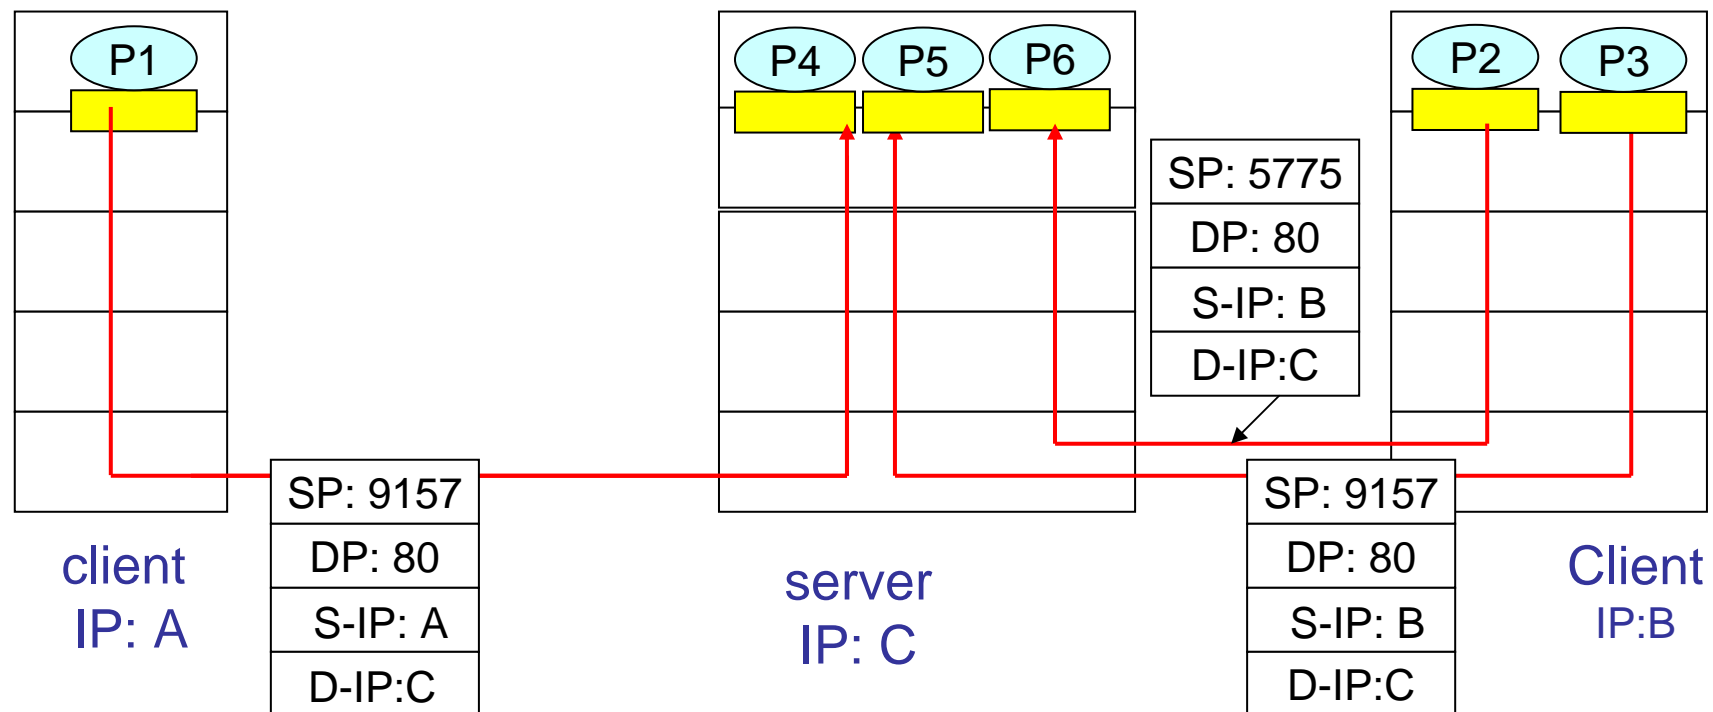 P1
P4
P5
P6
P2
P3
SP: 5775
DP: 80
S-IP: B
D-IP:C
SP: 9157
DP: 80
S-IP: A
D-IP:C
SP: 9157
DP: 80
S-IP: B
D-IP:C
client
IP: A
server
IP: C
Client
IP:B